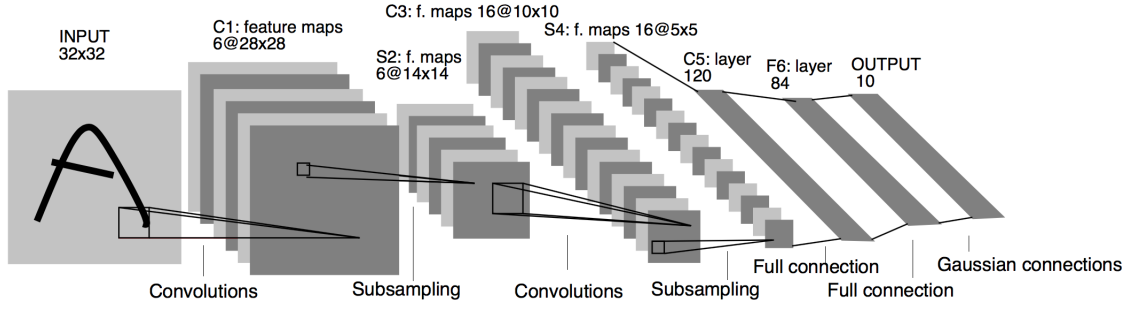 INPUT
32x32
C1: feature maps
6@28x28
S2: f. maps
6@14x14
C3: f. maps 16@10x10
S4: f. maps 16@5x5
C5: layer
120
F6: layer
84
OUTPUT
10
Convolutions
Subsampling
Convolutions
Subsampling
Full connection
Full connection
Gaussian connections